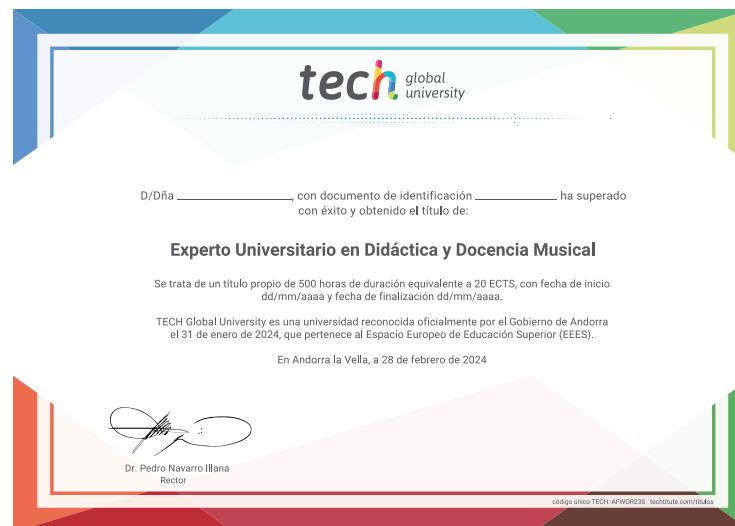 tech global university
D/Dña ______________, con documento de identificación __________ ha superado
con éxito y obtenido el título de:
Experto Universitario en Didáctica y Docencia Musical
Se trata de un título propio de 500 horas de duración equivalente a 20 ECTS, con fecha de inicio
dd/mm/aaaa y fecha de finalización dd/mm/aaaa.
TECH Global University es una universidad reconocida oficialmente por el Gobierno de Andorra
el 31 de enero de 2024, que pertenece al Espacio Europeo de Educación Superior (EEES).
En Andorra la Vella, a 28 de febrero de 2024
Dr. Pedro Navarro Illana
Rector
código único TECH: AFWOR23S techtitute.com/titulos